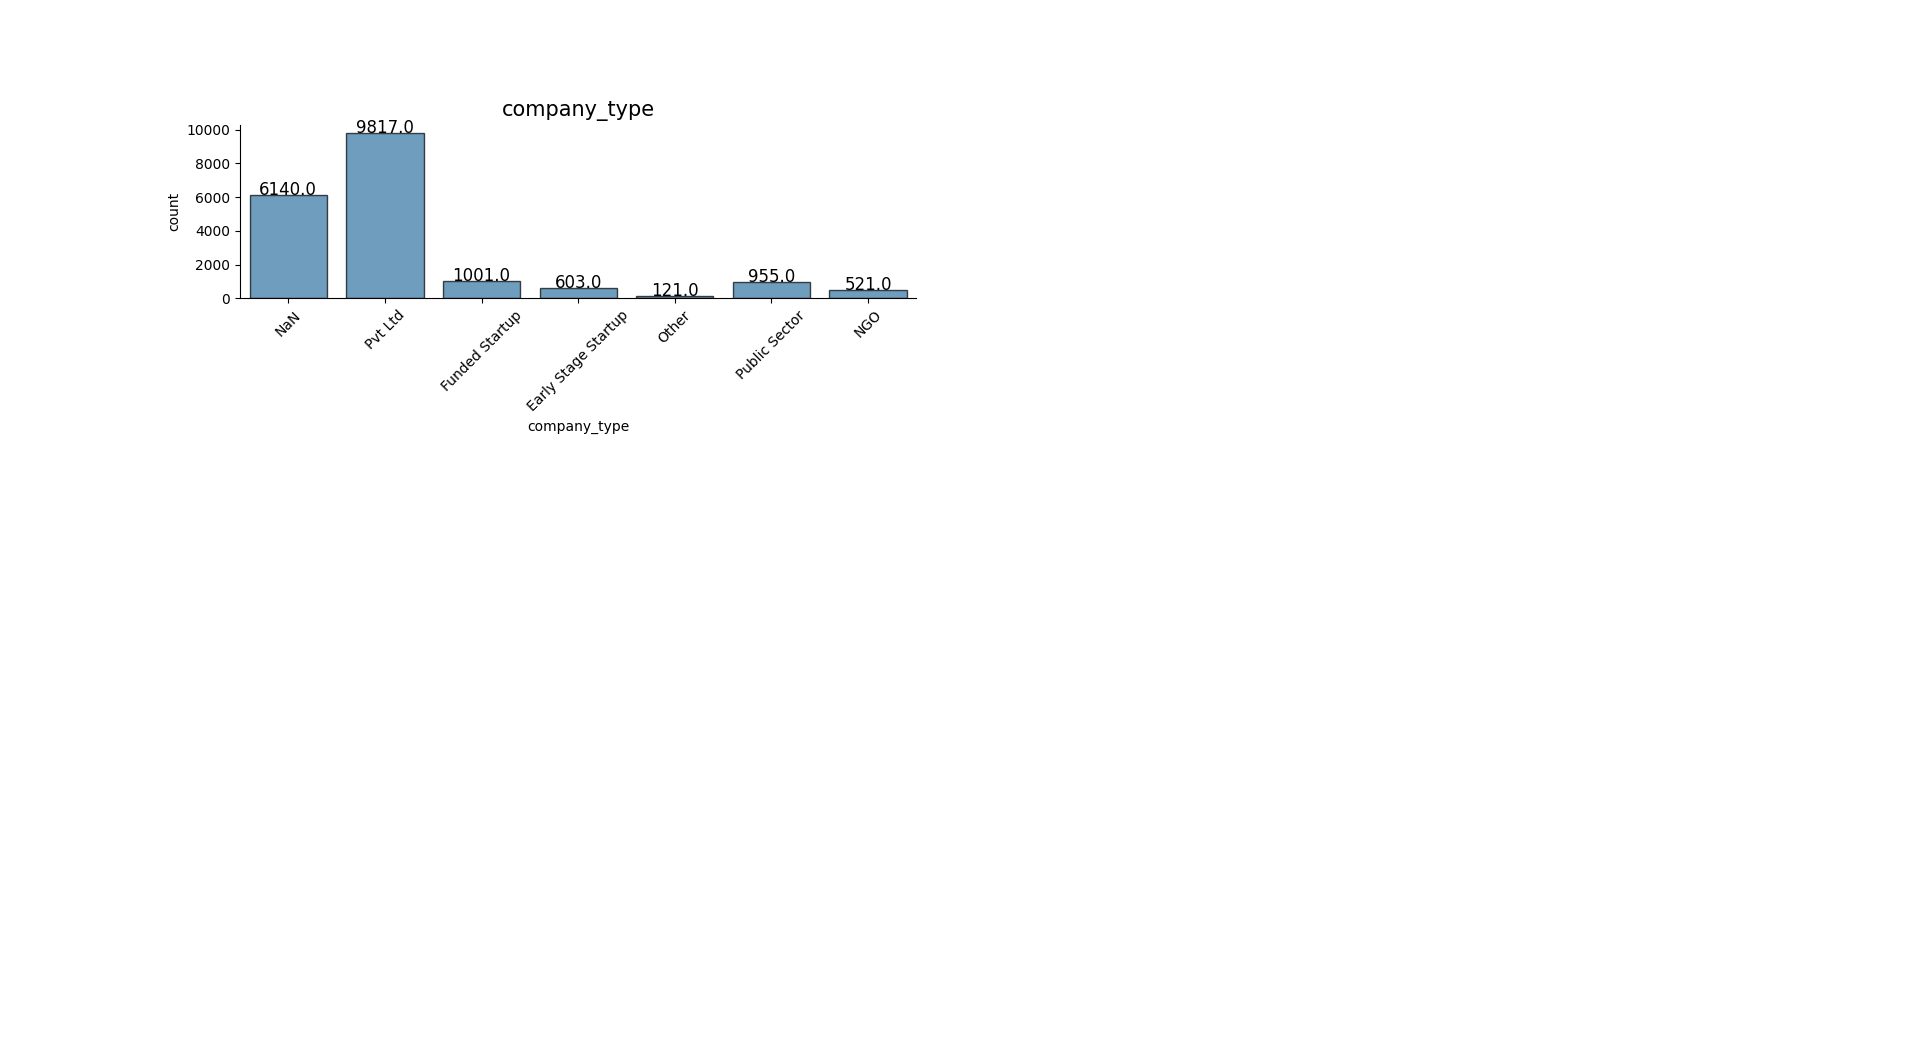 company_type
10000
8000
6000
4000
2000
0
count
6140.0
9817.0
1001.0
603.0
121.0
955.0
521.0
NaN
Pvt Ltd
Funded Startup
Early Stage Startup
Other
Public Sector
NGO
company_type